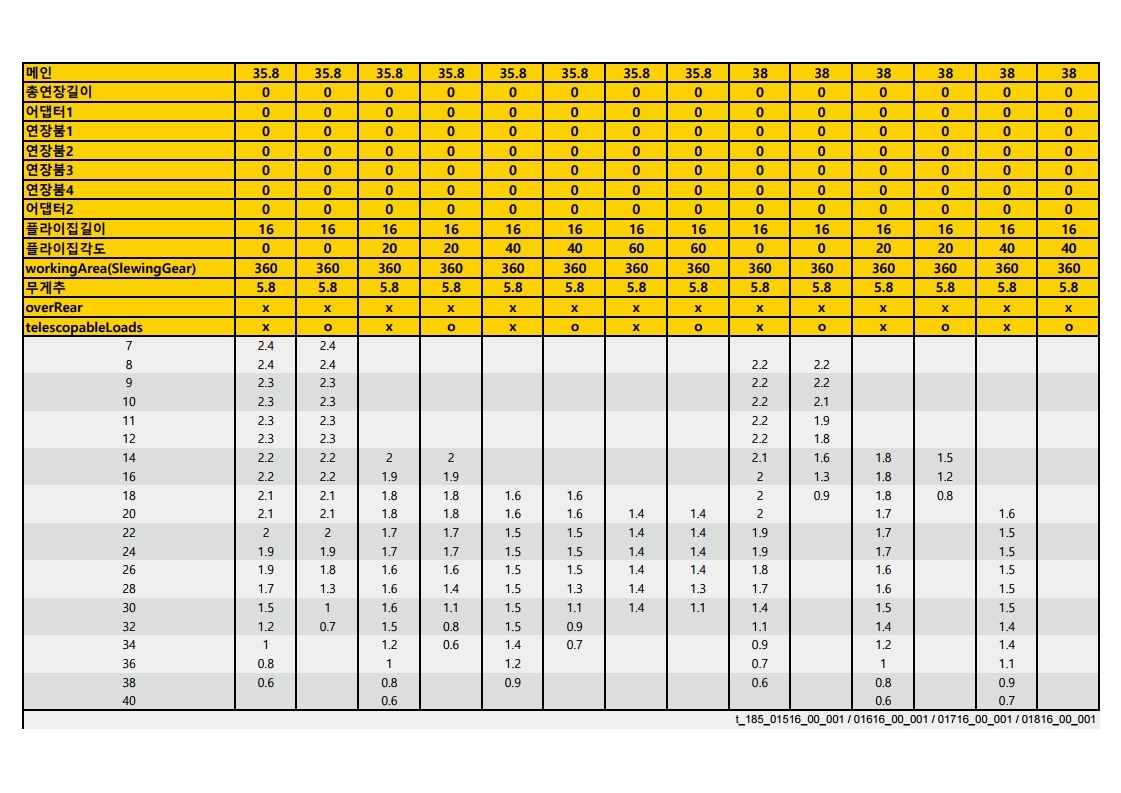 메인 35.8 35.8 35.8 35.8 35.8 35.8 35.8 35.8 38 38 38 38 38 38
총연장길이 0 0 0 0 0 0 0 0 0 0 0 0 0 0
어댑터1 0 0 0 0 0 0 0 0 0 0 0 0 0 0
연장붐1 0 0 0 0 0 0 0 0 0 0 0 0 0 0
연장붐2 0 0 0 0 0 0 0 0 0 0 0 0 0 0
연장붐3 0 0 0 0 0 0 0 0 0 0 0 0 0 0
연장붐4 0 0 0 0 0 0 0 0 0 0 0 0 0 0
어댑터2 0 0 0 0 0 0 0 0 0 0 0 0 0 0
플라이집길이 16 16 16 16 16 16 16 16 16 16 16 16 16 16
플라이집각도 0 0 20 20 40 40 60 60 0 0 20 20 40 40
workingArea(SlewingGear) 360 360 360 360 360 360 360 360 360 360 360 360 360 360
무게추 5.8 5.8 5.8 5.8 5.8 5.8 5.8 5.8 5.8 5.8 5.8 5.8 5.8 5.8
overRear x x x x x x x x x x x x x x
telescopableLoads x o x o x o x o x o x o x o
7 2.4 2.4
8 2.4 2.4 2.2 2.2
9 2.3 2.3 2.2 2.2
10 2.3 2.3 2.2 2.1
11 2.3 2.3 2.2 1.9
12 2.3 2.3 2.2 1.8
14 2.2 2.2 2 2 2.1 1.6 1.8 1.5
16 2.2 2.2 1.9 1.9 2 1.3 1.8 1.2
18 2.1 2.1 1.8 1.8 1.6 1.6 2 0.9 1.8 0.8
20 2.1 2.1 1.8 1.8 1.6 1.6 1.4 1.4 2 1.7 1.6
22 2 2 1.7 1.7 1.5 1.5 1.4 1.4 1.9 1.7 1.5
24 1.9 1.9 1.7 1.7 1.5 1.5 1.4 1.4 1.9 1.7 1.5
26 1.9 1.8 1.6 1.6 1.5 1.5 1.4 1.4 1.8 1.6 1.5
28 1.7 1.3 1.6 1.4 1.5 1.3 1.4 1.3 1.7 1.6 1.5
30 1.5 1 1.6 1.1 1.5 1.1 1.4 1.1 1.4 1.5 1.5
32 1.2 0.7 1.5 0.8 1.5 0.9 1.1 1.4 1.4
34 1 1.2 0.6 1.4 0.7 0.9 1.2 1.4
36 0.8 1 1.2 0.7 1 1.1
38 0.6 0.8 0.9 0.6 0.8 0.9
40 0.6 0.6 0.7
t_185_01516_00_001 / 01616_00_001 / 01716_00_001 / 01816_00_001